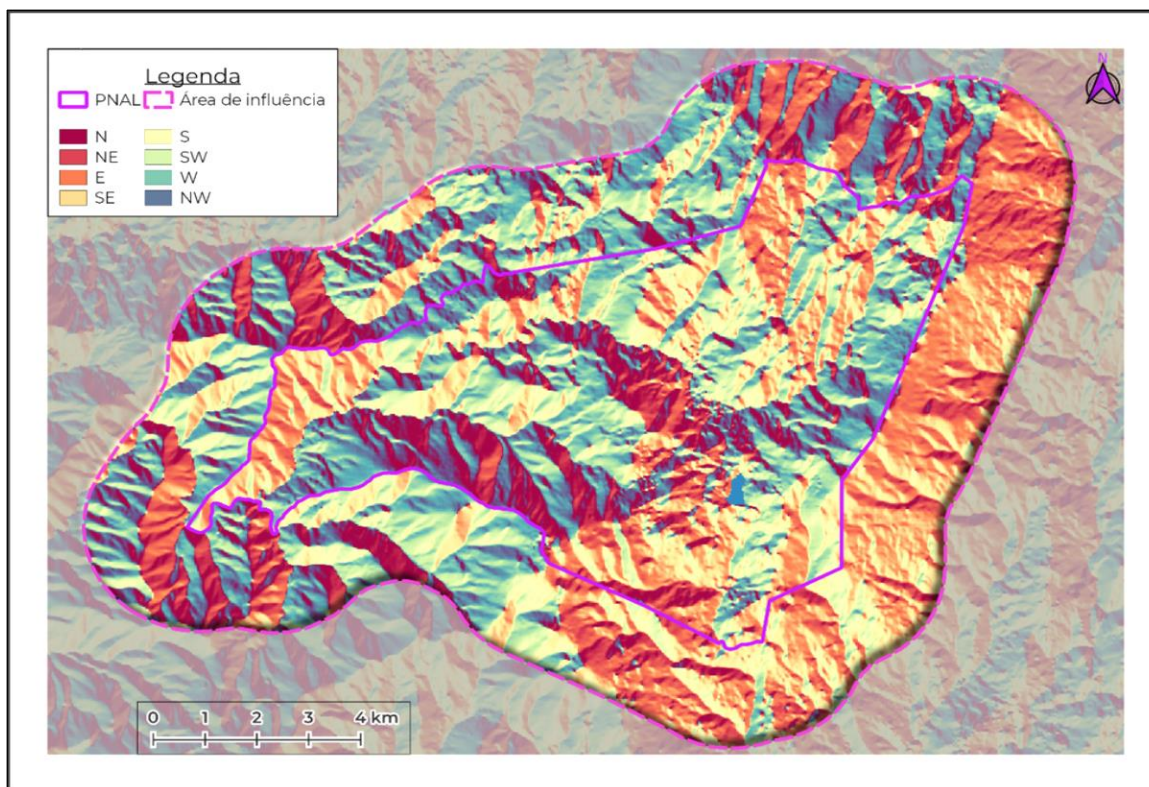 Legenda
PNAL Área de influência
N S
NE SW
E W
SE NW
N
0 1 2 3 4 km